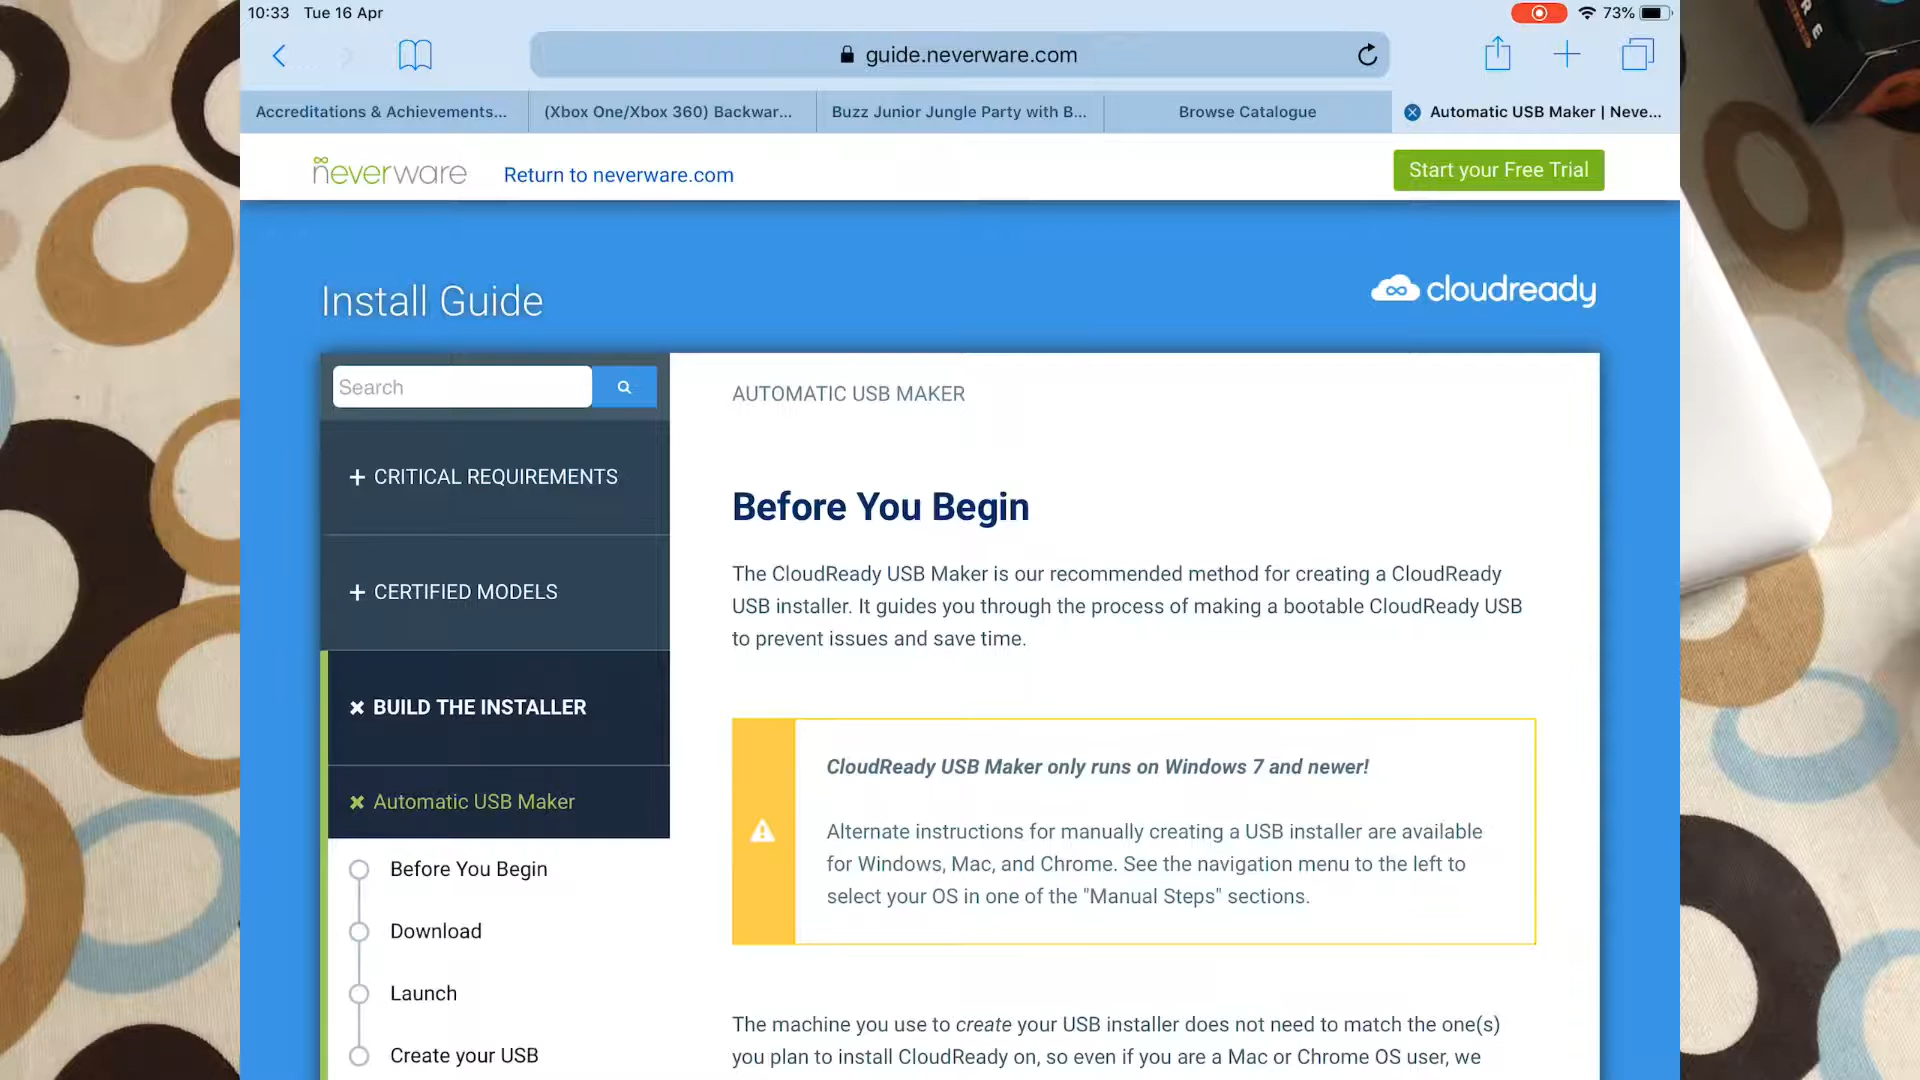 10:33 Tue 16 Apr
73%
guide.neverware.com
Accreditations & Achievements...
(Xbox One/Xbox 360) Backwar...
Buzz Junior Jungle Party with B...
Browse Catalogue
Automatic USB Maker | Neve...
neverware
Return to neverware.com
Start your Free Trial
Install Guide
cloudready
Search
+ CRITICAL REQUIREMENTS
+ CERTIFIED MODELS
BUILD THE INSTALLER
Automatic USB Maker
Before You Begin
Download
Launch
Create your USB
AUTOMATIC USB MAKER
Before You Begin
The CloudReady USB Maker is our recommended method for creating a CloudReady
USB installer. It guides you through the process of making a bootable CloudReady USB
to prevent issues and save time.
CloudReady USB Maker only runs on Windows 7 and newer!
Alternate instructions for manually creating a USB installer are available
for Windows, Mac, and Chrome. See the navigation menu to the left to
select your OS in one of the "Manual Steps" sections.
The machine you use to create your USB installer does not need to match the one(s)
you plan to install CloudReady on, so even if you are a Mac or Chrome OS user, we